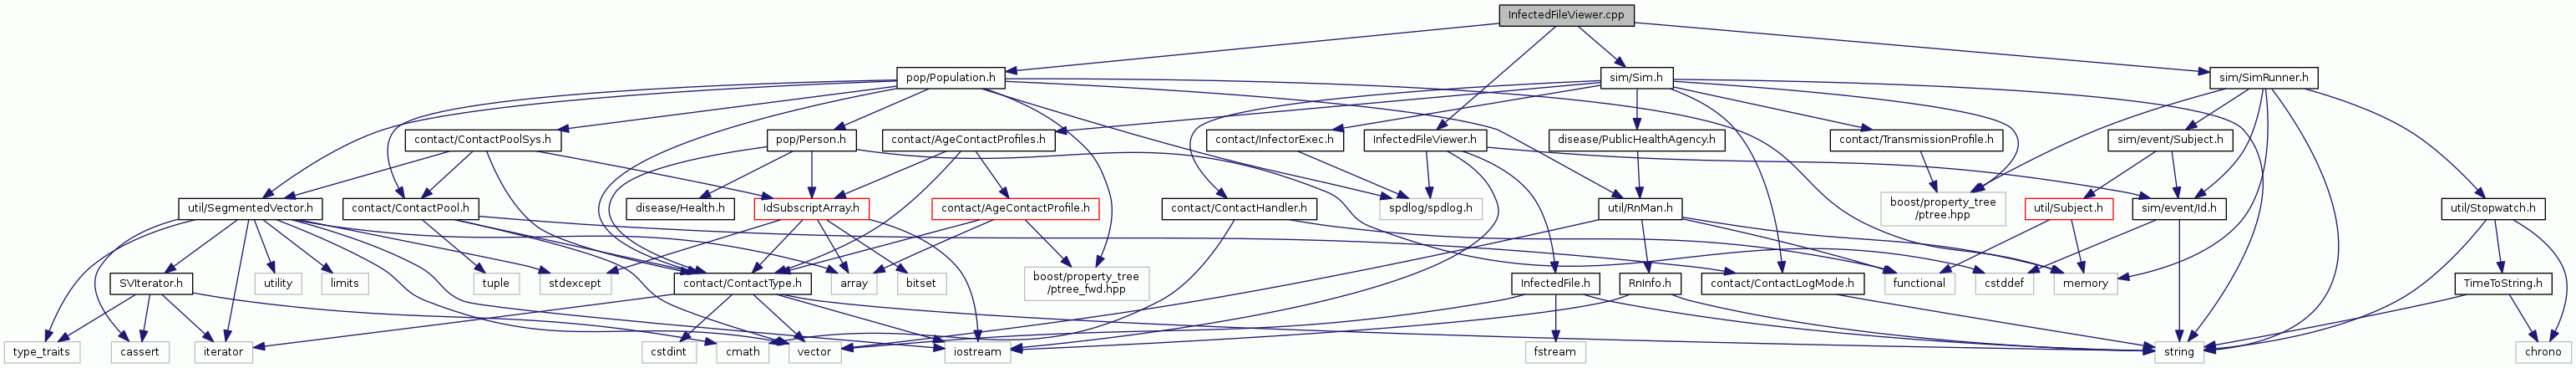 InfectedFileViewer.cpp
pop/Population.h
sim/Sim.h
sim/SimRunner.h
contact/ContactPoolSys.h
pop/Person.h
contact/AgeContactProfiles.h
contact/InfectorExec.h
InfectedFileViewer.h
disease/PublicHealthAgency.h
contact/TransmissionProfile.h
sim/event/Subject.h
util/SegmentedVector.h
contact/ContactPool.h
disease/Health.h
IdSubscriptArray.h
contact/AgeContactProfile.h
contact/ContactHandler.h
spdlog/spdlog.h
util/RnMan.h
boost/property_tree
/ptree.hpp
util/Subject.h
sim/event/Id.h
util/Stopwatch.h
SVIterator.h
utility
limits
tuple
stdexcept
contact/ContactType.h
array
bitset
boost/property_tree
/ptree_fwd.hpp
InfectedFile.h
RnInfo.h
contact/ContactLogMode.h
functional
cstddef
memory
TimeToString.h
type_traits
cassert
iterator
cstdint
cmath
vector
iostream
fstream
string
chrono